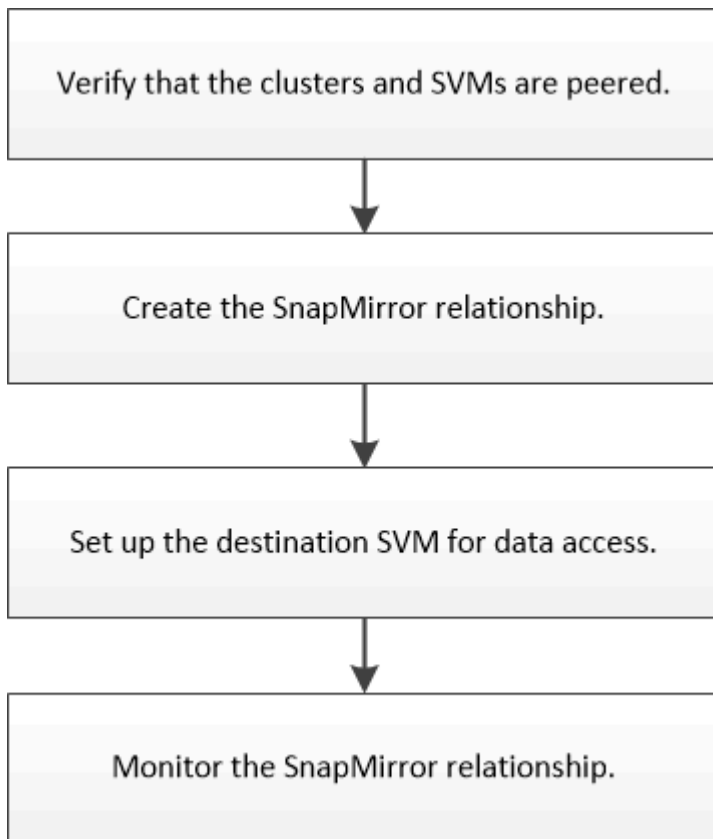 Verify that the clusters and SVMs are peered.
Create the SnapMirror relationship.
Set up the destination SVM for data access.
Monitor the SnapMirror relationship.